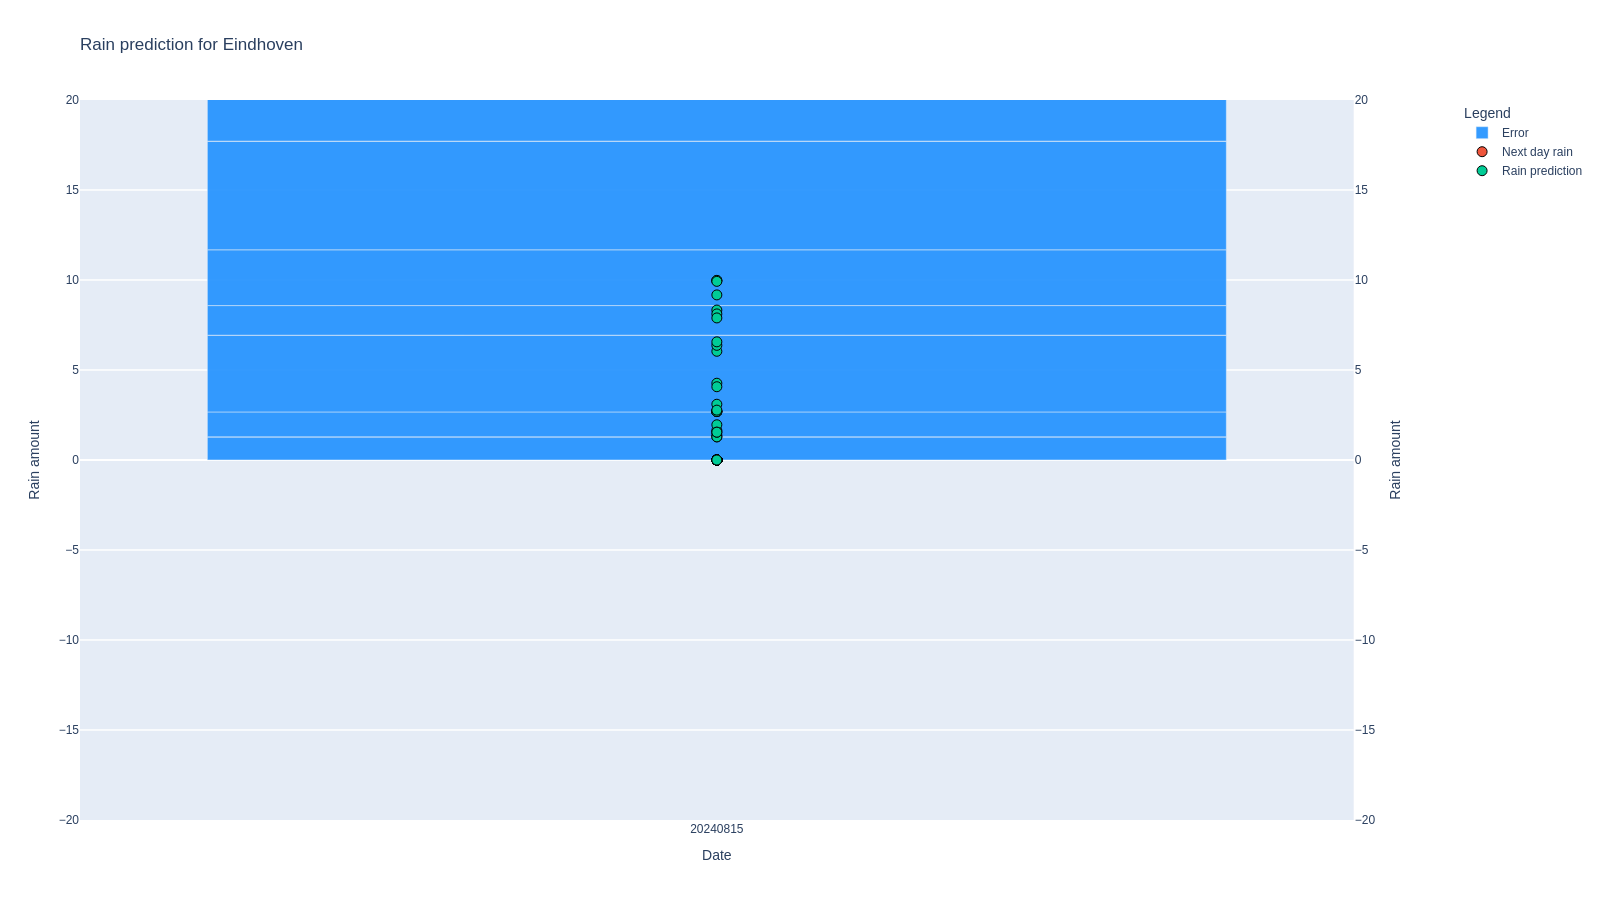 Rain prediction for Eindhoven
20
15
10
5
0
−5
−10
−15
−20
Rain amount
20240815
Date
20
15
10
5
0
−5
−10
−15
−20
Rain amount
Legend
Error
Next day rain
Rain prediction